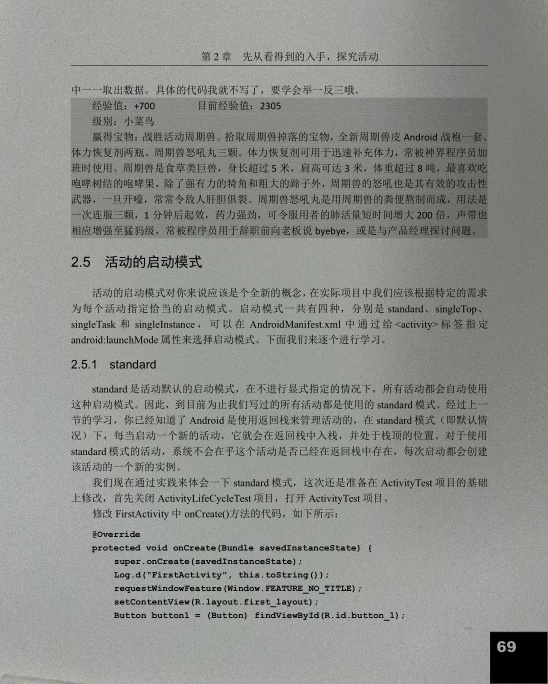 第 2 章 先从看得到的入手，探究活动
中一一取出数据。具体的代码我就不写了，要学会举一反三哦。
经验值：+700 目前经验值：2305
级别：小菜鸟
赢得宝物：战胜活动周期兽。拾取周期兽掉落的宝物，全新周期兽皮 Android 战袍一套、
体力恢复剂两瓶、周期兽怒吼丸三颗。体力恢复剂可用于迅速补充体力，常被神界程序员加
班时使用。周期兽是食草类巨兽，身长超过 5 米，肩高可达 3 米，体重超过 8 吨，最喜欢吃
咆哮树结的咆哮果，除了强有力的犄角和粗大的蹄子外，周期兽的怒吼也是其有效的攻击性
武器，一旦开嚎，常常令敌人肝胆俱裂。周期兽怒吼丸是用周期兽的粪便熬制而成，用法是
一次连服三颗，1 分钟后起效，药力强劲，可令服用者的肺活量短时间增大 200 倍，声带也
相应增强至猛犸级，常被程序员用于辞职前向老板说 byebye，或是与产品经理探讨问题。
2.5 活动的启动模式
活动的启动模式对你来说应该是个全新的概念，在实际项目中我们应该根据特定的需求
为每个活动指定恰当的启动模式。启动模式一共有四种，分别是 standard、singleTop、
singleTask 和 singleInstance，可以在 AndroidManifest.xml 中通过给<activity>标签指定
android:launchMode 属性来选择启动模式。下面我们来逐个进行学习。
2.5.1 standard
standard 是活动默认的启动模式，在不进行显式指定的情况下，所有活动都会自动使用
这种启动模式。因此，到目前为止我们写过的所有活动都是使用的 standard 模式。经过上一
节的学习，你已经知道了 Android 是使用返回栈来管理活动的，在 standard 模式（即默认情
况）下，每当启动一个新的活动，它就会在返回栈中入栈，并处于栈顶的位置。对于使用
standard 模式的活动，系统不会在乎这个活动是否已经在返回栈中存在，每次启动都会创建
该活动的一个新的实例。
我们现在通过实践来体会一下 standard 模式，这次还是准备在 ActivityTest 项目的基础
上修改，首先关闭 ActivityLifeCycleTest 项目，打开 ActivityTest 项目。
修改 FirstActivity 中 onCreate()方法的代码，如下所示：
@Override
protected void onCreate(Bundle savedInstanceState) {
super.onCreate(savedInstanceState);
Log.d("FirstActivity", this.toString());
requestWindowFeature(Window.FEATURE_NO_TITLE);
setContentView(R.layout.first_layout);
Button button1 = (Button) findViewById(R.id.button_1);
69